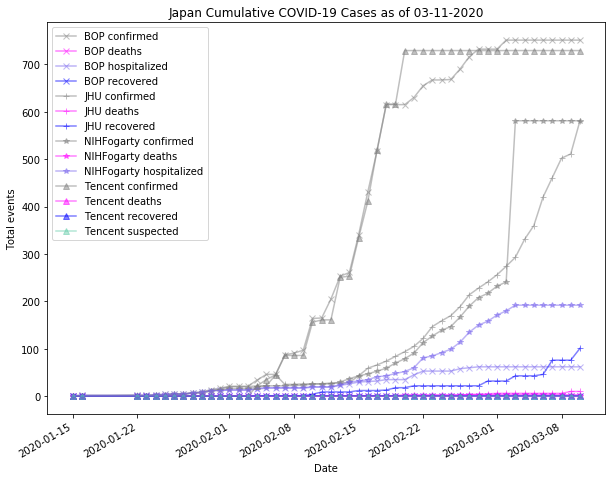 Japan Cumulative COVID-19 Cases as of 03-11-2020
BOP confirmed
BOP deaths
BOP hospitalized
BOP recovered
JHU confirmed
JHU deaths
JHU recovered
NIHFogarty confirmed
NIHFogarty deaths
NIHFogarty hospitalized
Tencent confirmed
Tencent deaths
Tencent recovered
Tencent suspected
Total events
700
600
500
400
300
200
100
0
2020-01-15
2020-01-22
2020-02-01
2020-02-08
2020-02-15
2020-02-22
2020-03-01
2020-03-08
Date